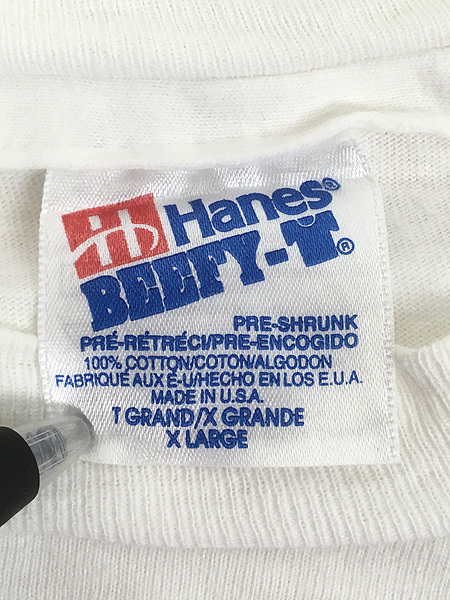 Hanes®
BEEFY-T®
PRE-SHRUNK
PRÉ-RÉTRÉCI/PRE-ENCOGIDO
100% COTTON/COTON/ALGODON
FABRIQUÉ AUX É-U/HECHO EN LOS E.U.A.
MADE IN U.S.A.
T GRAND/X GRANDE
X LARGE